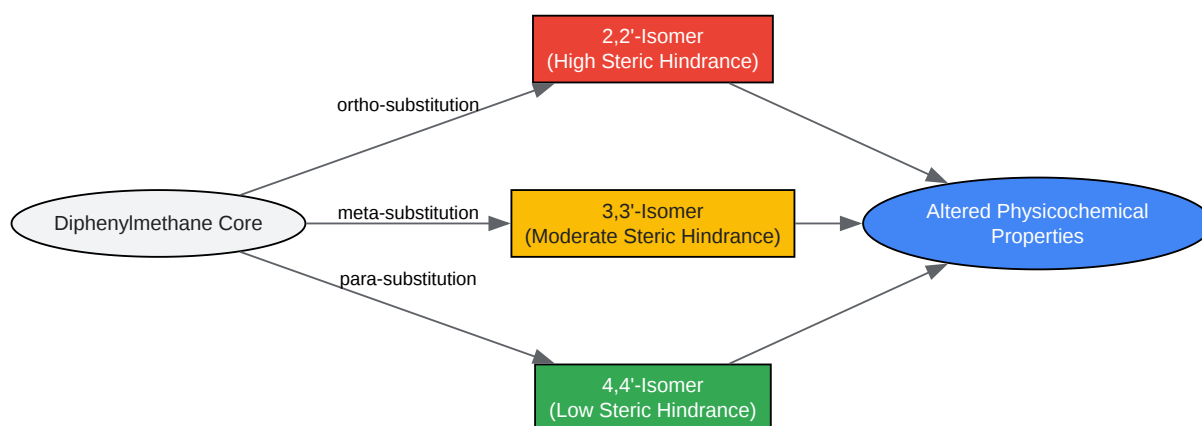 2,2'-Isomer
(High Steric Hindrance)
ortho-substitution
Diphenylmethane Core
meta-substitution
3,3'-Isomer
(Moderate Steric Hindrance)
Altered Physicochemical
Properties
para-substitution
4,4'-Isomer
(Low Steric Hindrance)